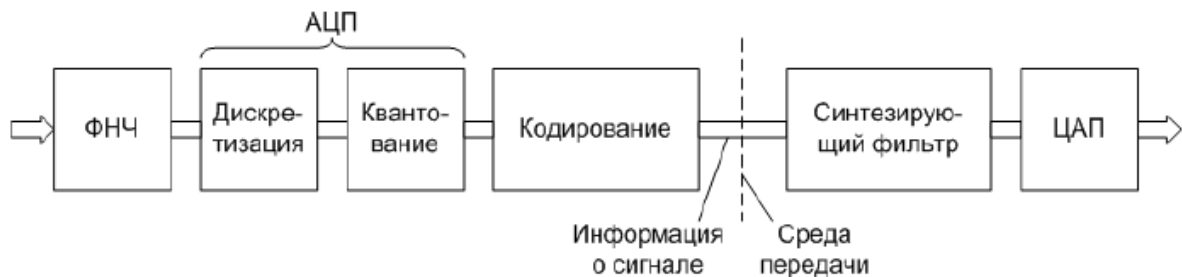 АЦП
ФНЧ
Дискре-
тизация
Кванто-
вание
Кодирование
Синтезирую-
щий фильтр
ЦАП
Информация
о сигнале
Среда
передачи